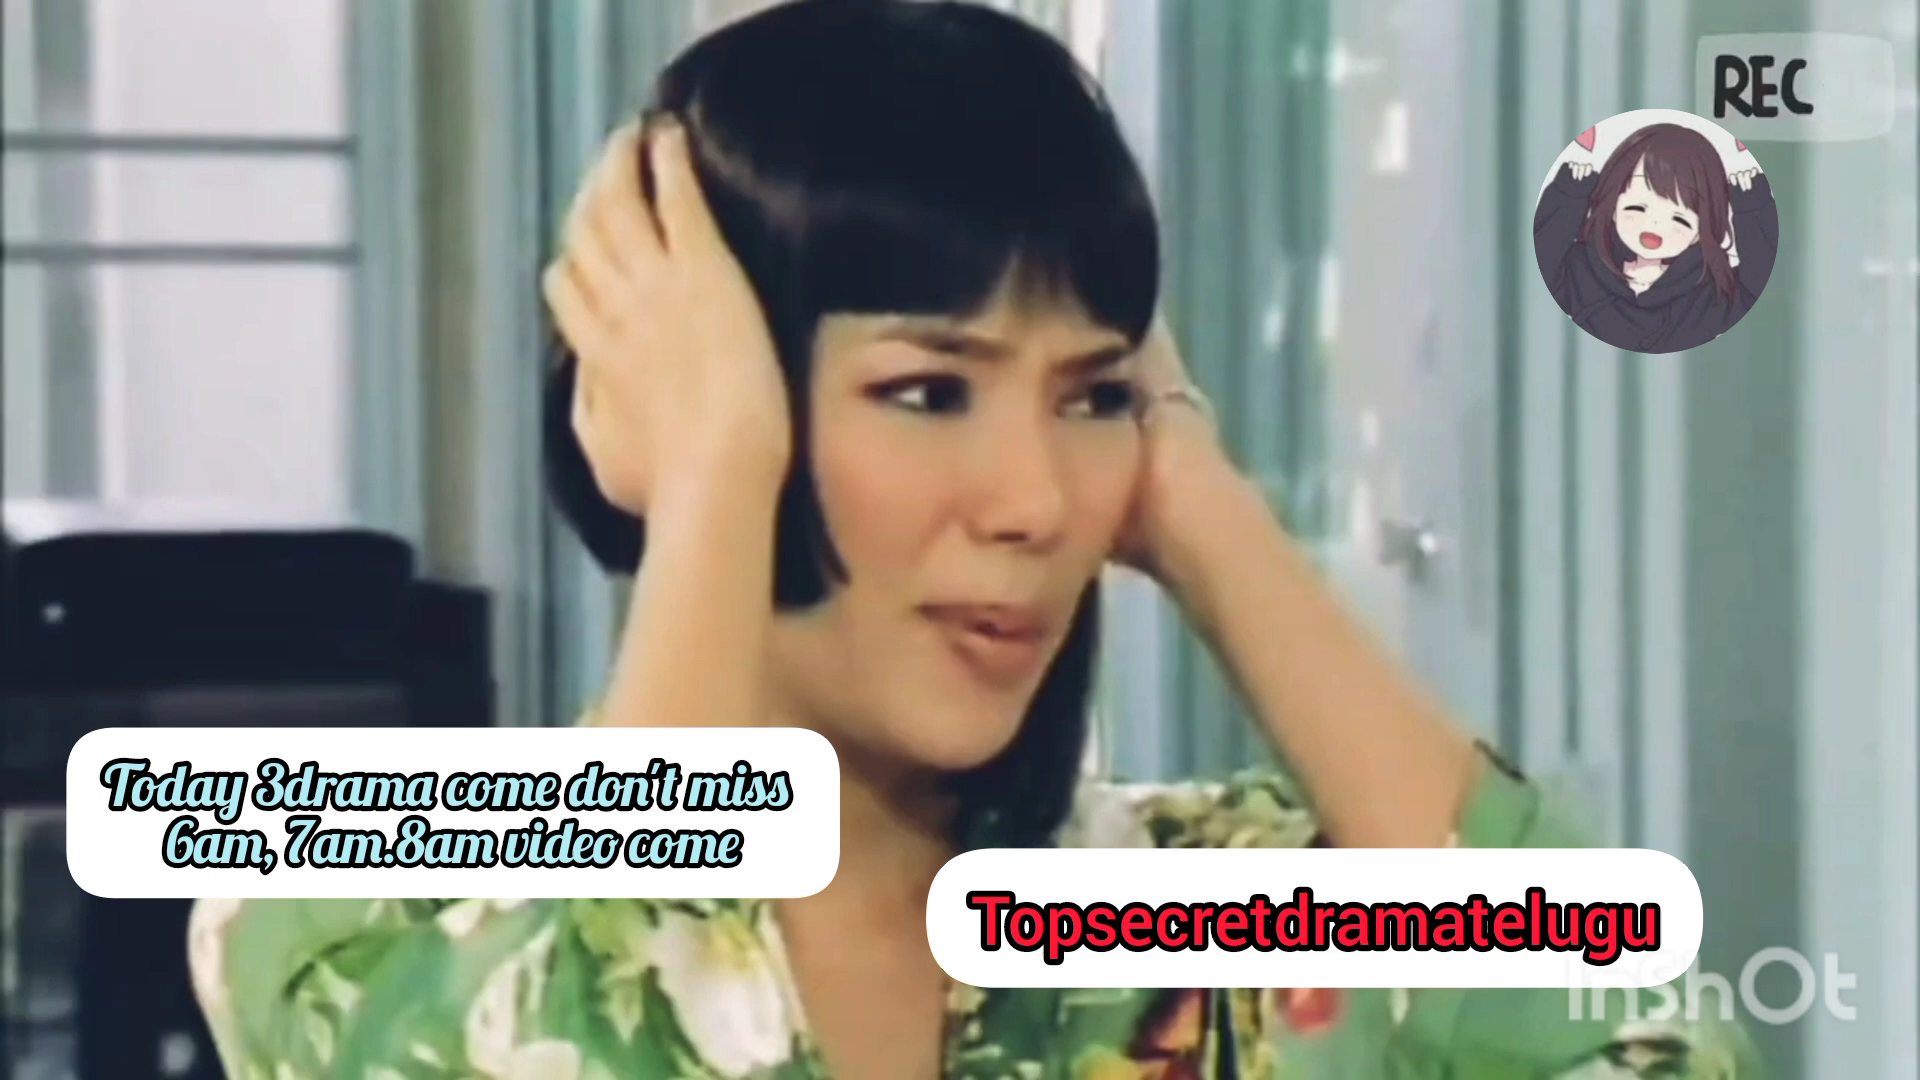 REC
Today 3drama come don't miss
6am, 7am.8am video come
Topsecretdramatelugu
InShOt